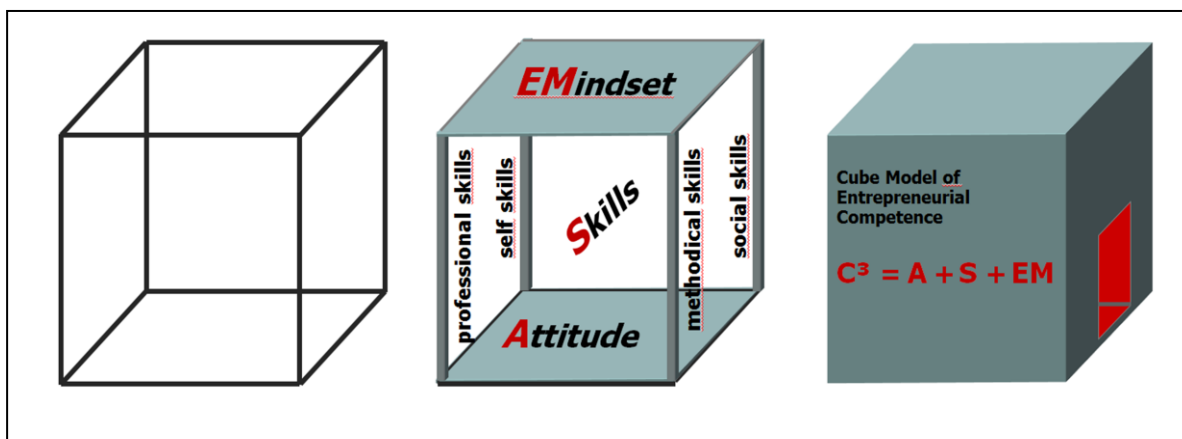 EMindset
professional skills
self skills
Skills
methodical skills
social skills
Attitude
Cube Model of
Entrepreneurial
Competence
C³ = A + S + EM